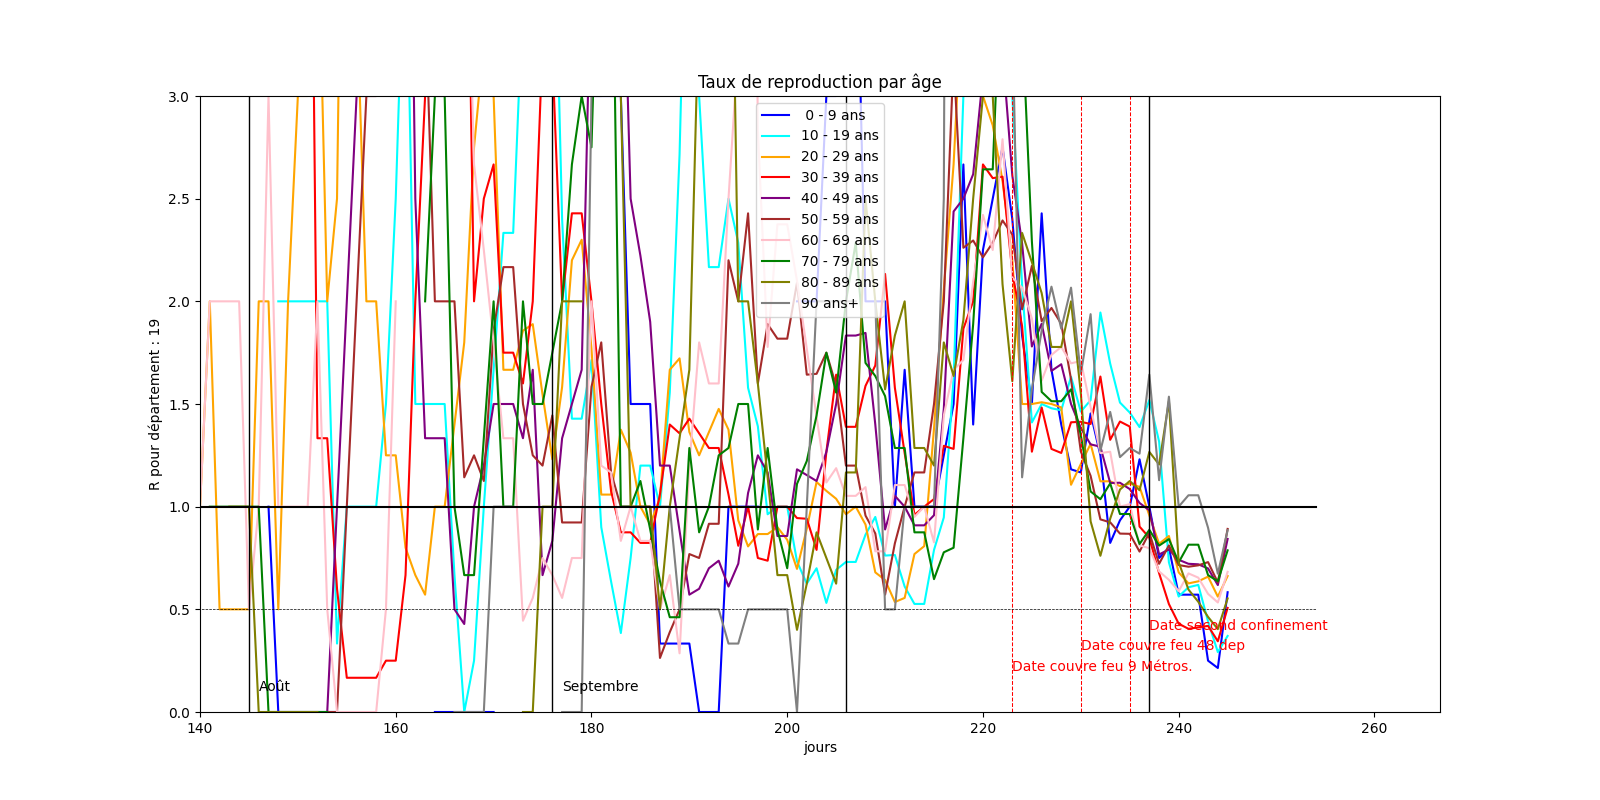 Taux de reproduction par âge
R pour département : 19
3.0
2.5
2.0
1.5
1.0
0.5
0.0
0 - 9 ans
10 - 19 ans
20 - 29 ans
30 - 39 ans
40 - 49 ans
50 - 59 ans
60 - 69 ans
70 - 79 ans
80 - 89 ans
90 ans+
Date second confinement
Date couvre feu 48 dep
Date couvre feu 9 Métros.
Août
Septembre
140 160 180 200 220 240 260
jours